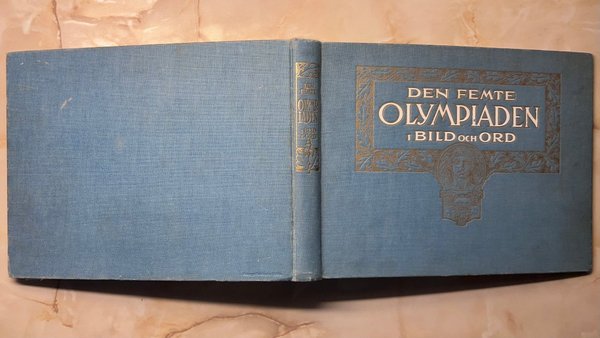 DEN FEMTE
OLYMPIADEN
I BILD OCH ORD